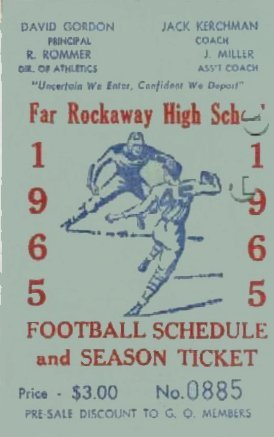 DAVID GORDON JACK KERCHMAN
PRINCIPAL COACH
R. ROMMER J. MILLER
DIR. OF ATHLETICS ASS'T COACH
"Uncertain We Enter, Confident We Depart"
Far Rockaway High
1 1
9 9
6 6
5 5
FOOTBALL SCHEDULE
and SEASON TICKET
Price - $3.00 No. 0885
PRE-SALE DISCOUNT TO G. O. MEMBERS